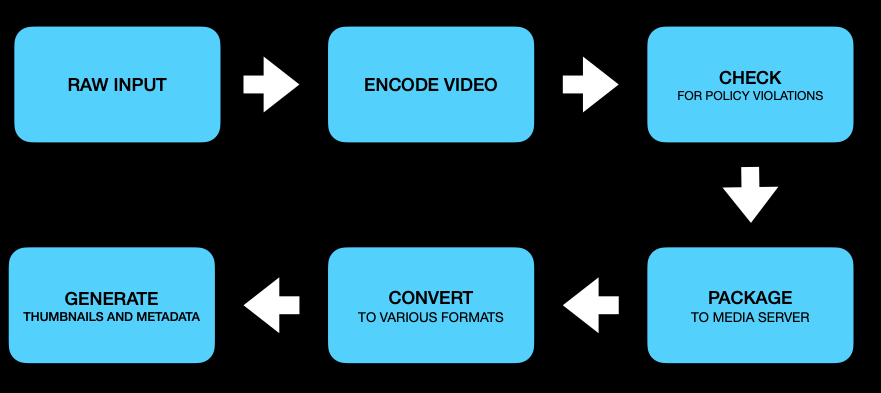 RAW INPUT
ENCODE VIDEO
CHECK
FOR POLICY VIOLATIONS
PACKAGE
TO MEDIA SERVER
CONVERT
TO VARIOUS FORMATS
GENERATE
THUMBNAILS AND METADATA